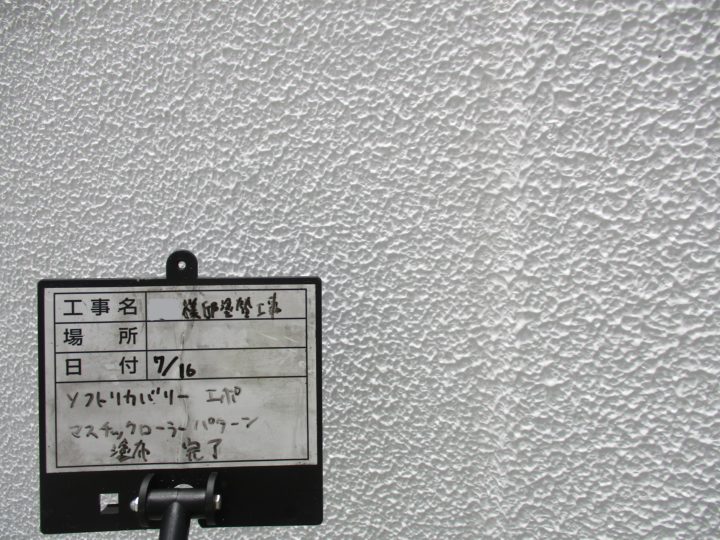 工事名 様邸塗替工事
場所
日付 7/16
ソフトリカバリー エポ
マスチックローラーパターン
塗布 完了